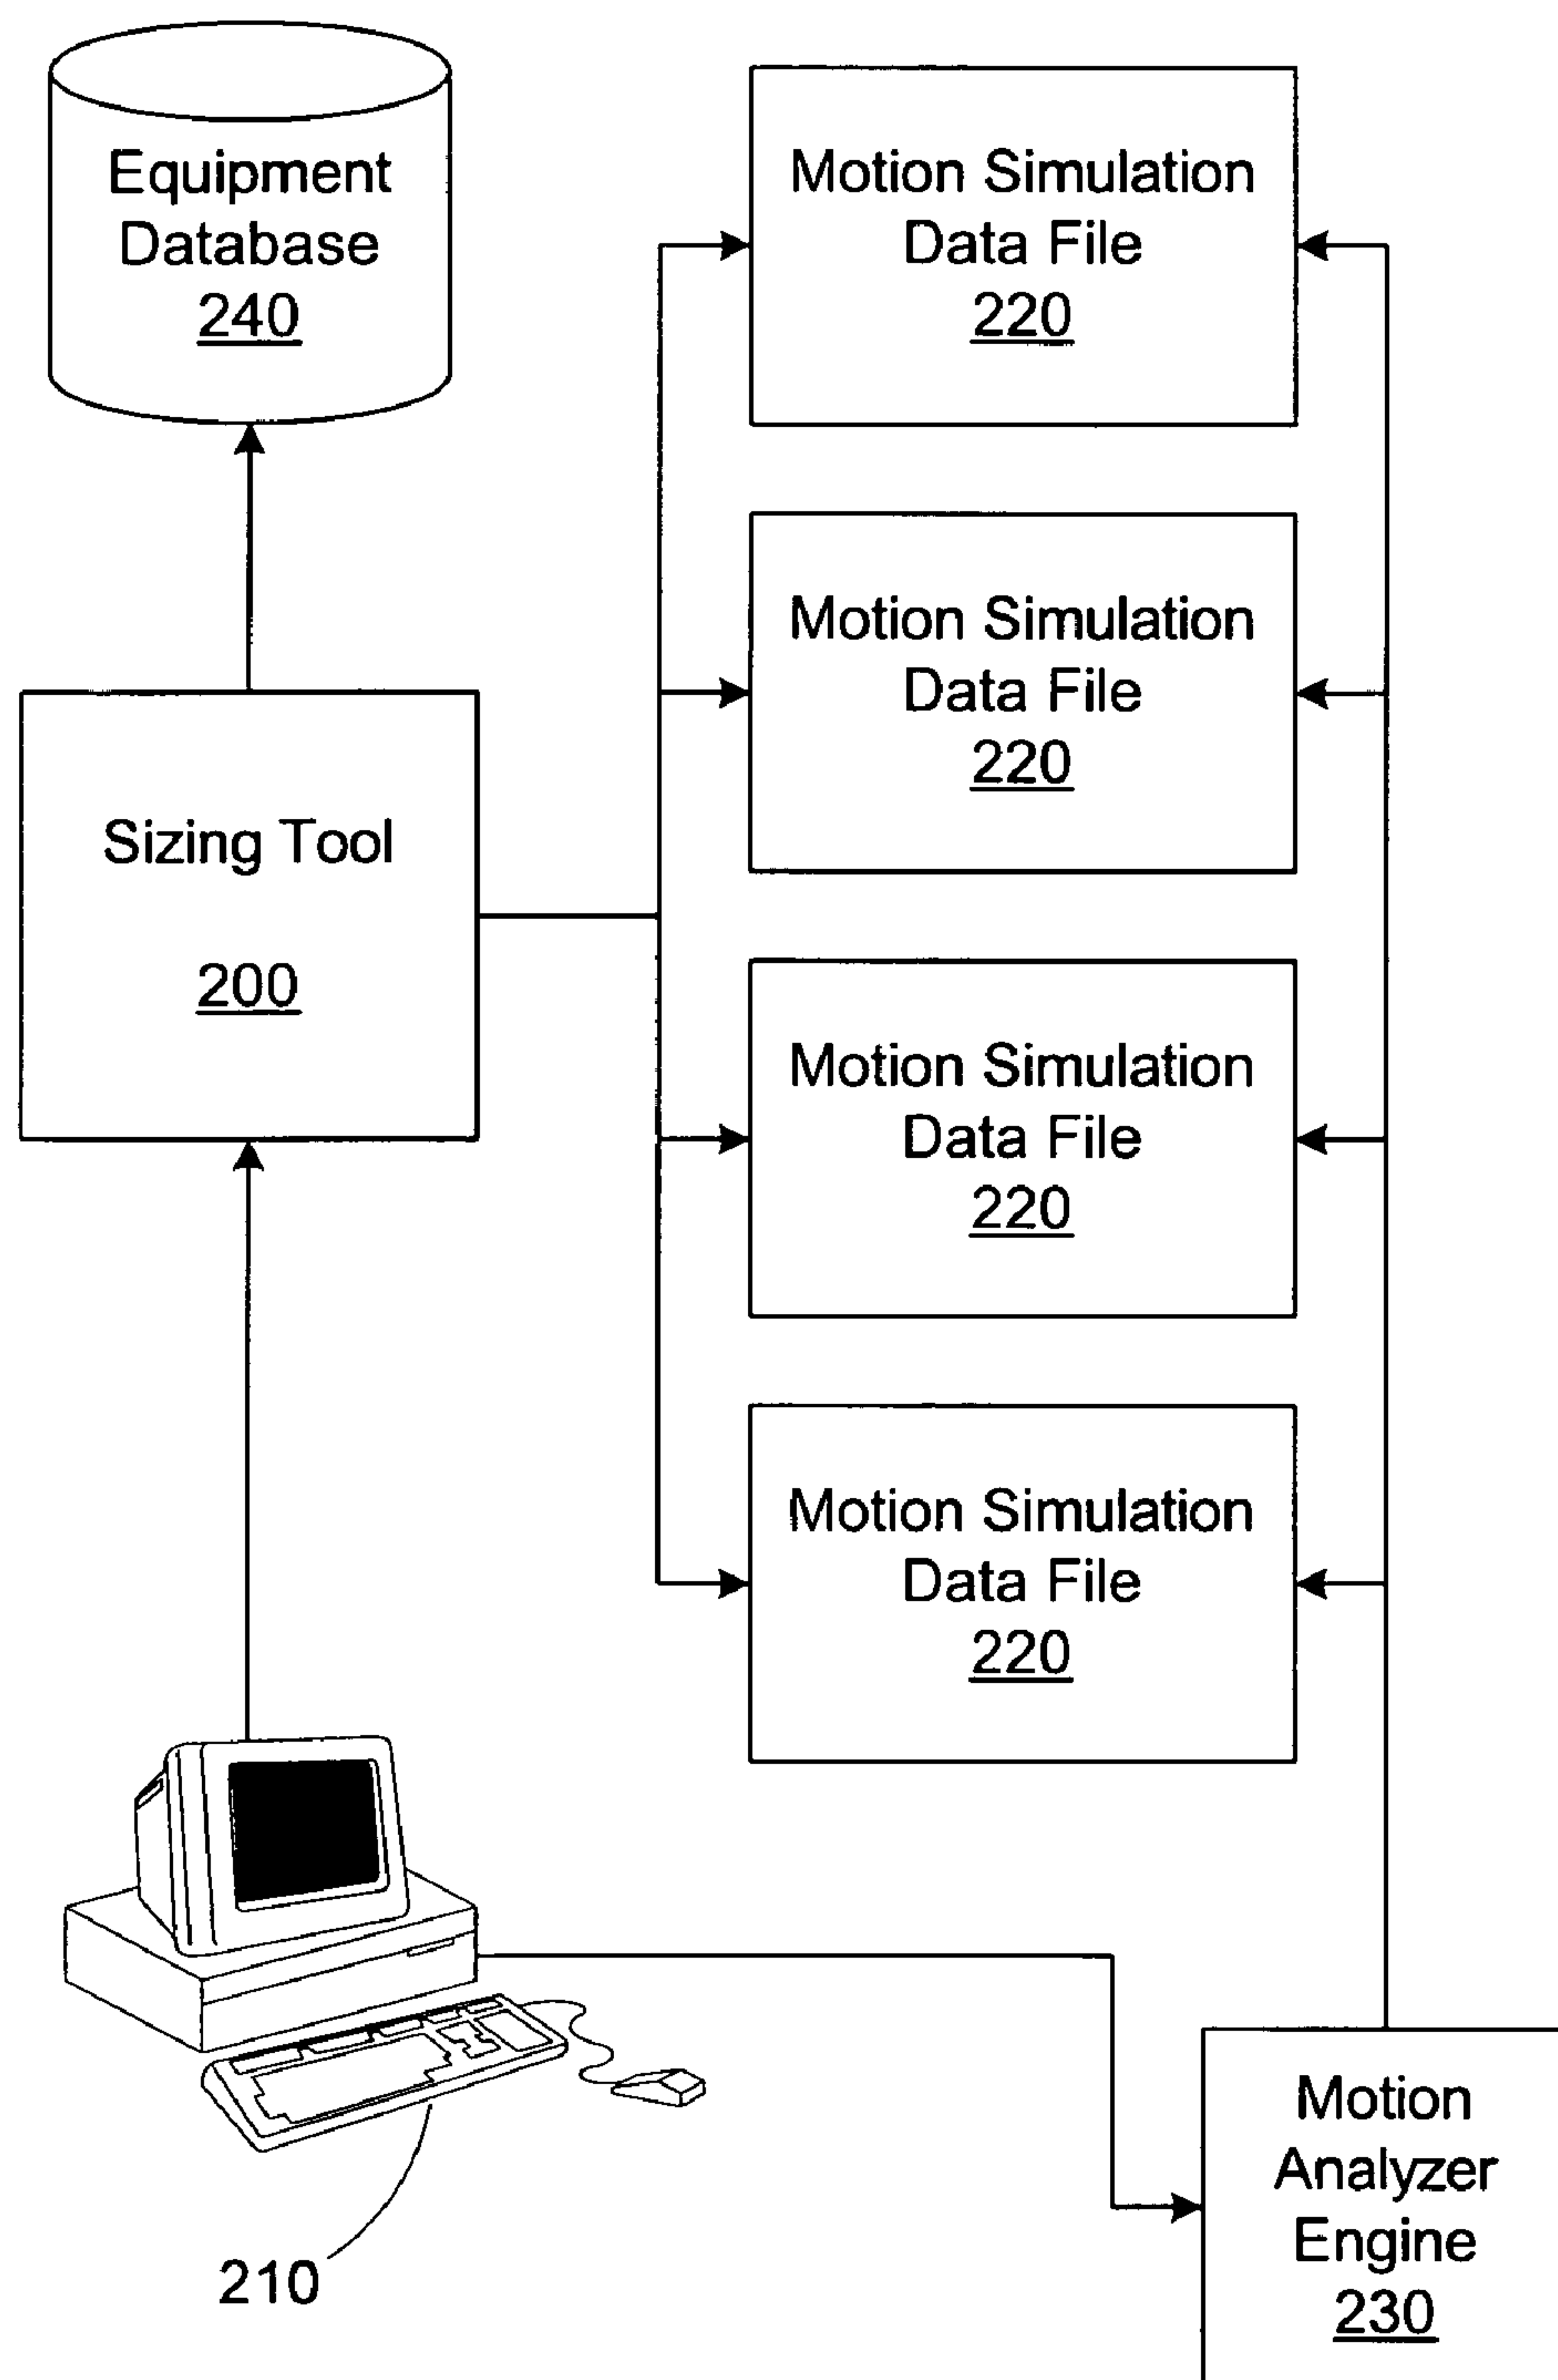 Equipment
Database
240
Motion Simulation
Data File
220
Motion Simulation
Data File
220
Sizing Tool
200
Motion Simulation
Data File
220
Motion Simulation
Data File
220
210
Motion
Analyzer
Engine
230